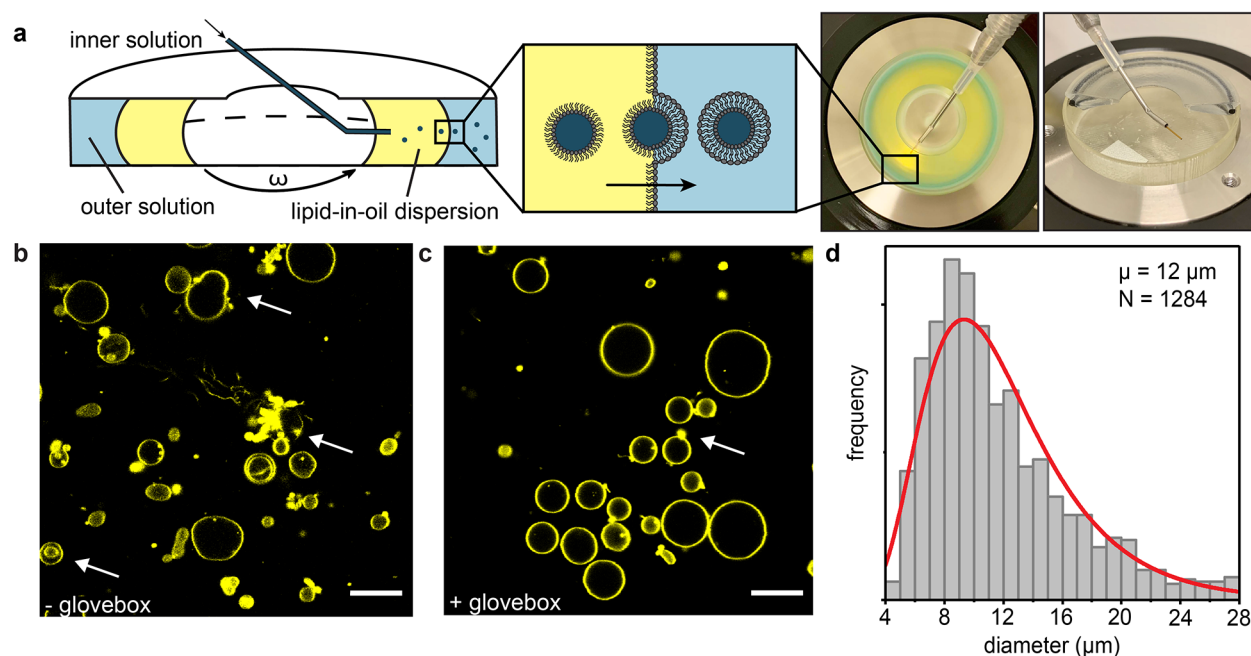 a
inner solution
ω
outer solution
lipid-in-oil dispersion
b
- glovebox
c
+ glovebox
d
µ = 12 µm
N = 1284
frequency
4 8 12 16 20 24 28
diameter (µm)